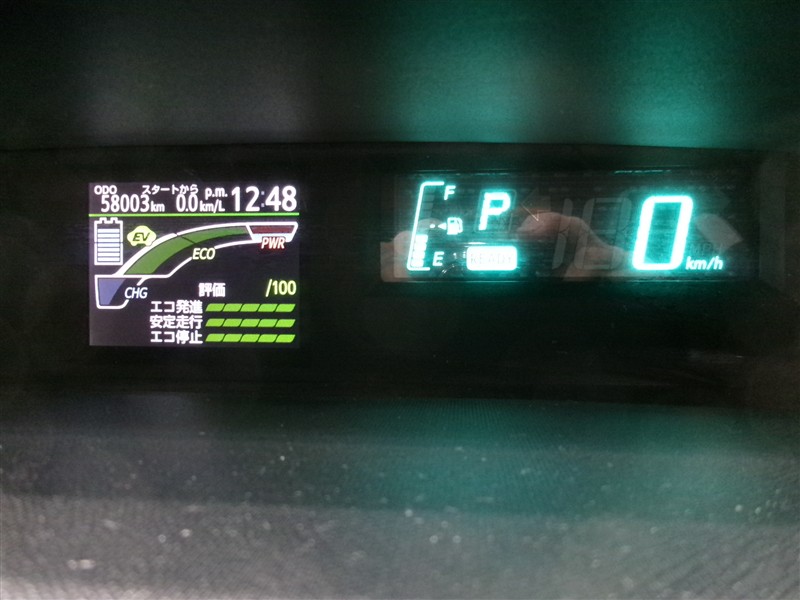 ODO スタートから p.m. 12:48
58003km 0.0km/L
EV
ECO
PWR
CHG
評価 /100
エコ発進
安定走行
エコ停止
F
P
E
READY
0 km/h